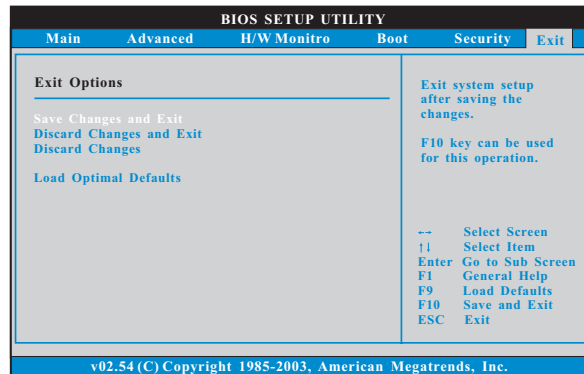 BIOS SETUP UTILITY
Main Advanced H/W Monitro Boot Security Exit
Exit Options
Save Changes and Exit
Discard Changes and Exit
Discard Changes
Load Optimal Defaults
Exit system setup
after saving the
changes.
F10 key can be used
for this operation.
←→ Select Screen
↑↓ Select Item
Enter Go to Sub Screen
F1 General Help
F9 Load Defaults
F10 Save and Exit
ESC Exit
v02.54 (C) Copyright 1985-2003, American Megatrends, Inc.